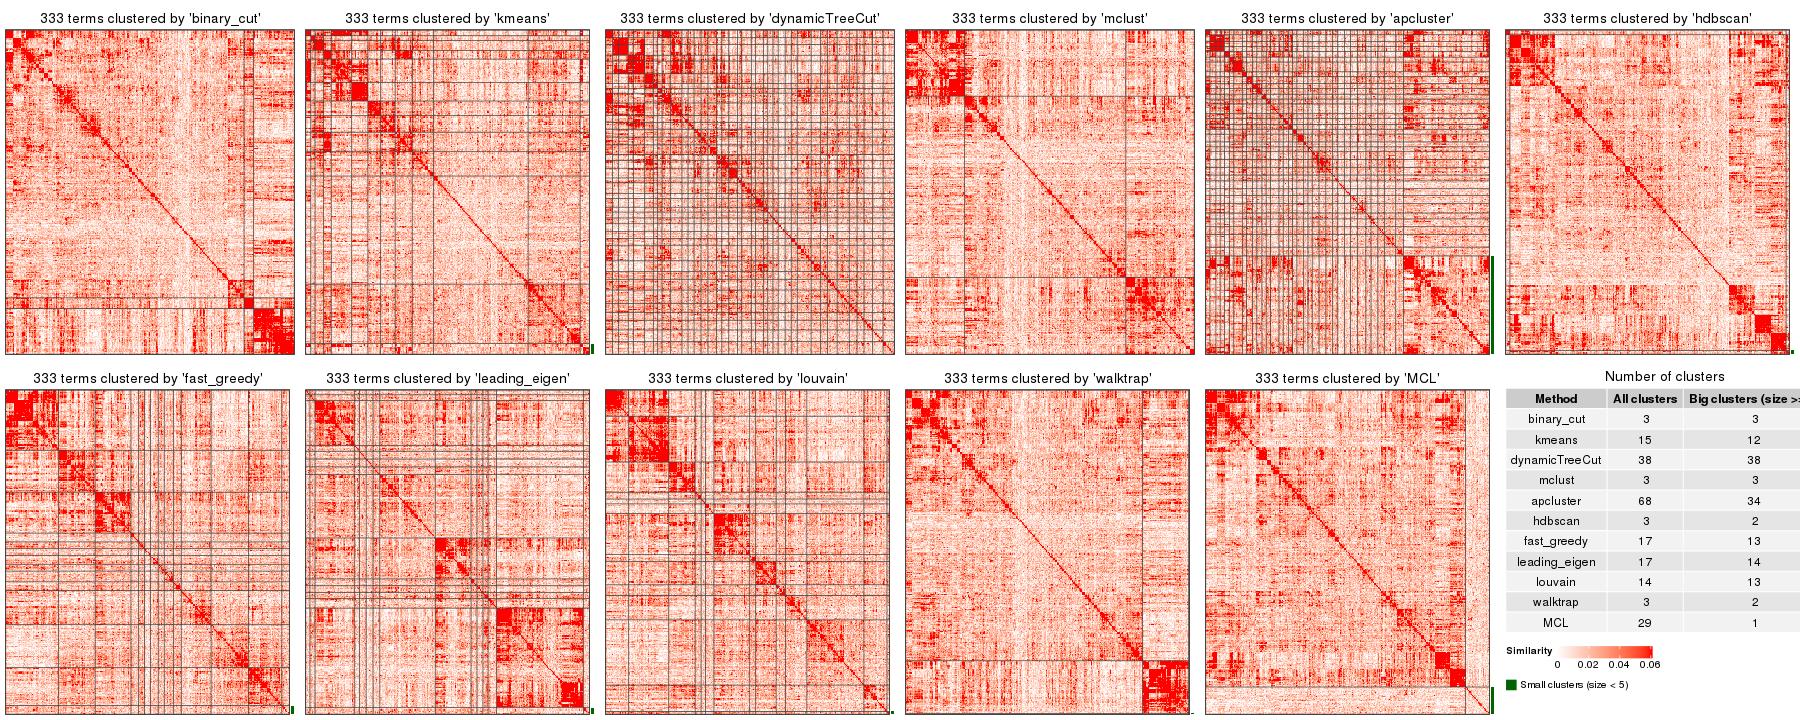 333 terms clustered by 'binary_cut'
333 terms clustered by 'kmeans'
333 terms clustered by 'dynamicTreeCut'
333 terms clustered by 'mclust'
333 terms clustered by 'apcluster'
333 terms clustered by 'hdbscan'
333 terms clustered by 'fast_greedy'
333 terms clustered by 'leading_eigen'
333 terms clustered by 'louvain'
333 terms clustered by 'walktrap'
333 terms clustered by 'MCL'
Number of clusters
Method All clusters Big clusters (size >=
binary_cut 3 3
kmeans 15 12
dynamicTreeCut 38 38
mclust 3 3
apcluster 68 34
hdbscan 3 2
fast_greedy 17 13
leading_eigen 17 14
louvain 14 13
walktrap 3 2
MCL 29 1
Similarity
0 0.02 0.04 0.06
Small clusters (size < 5)